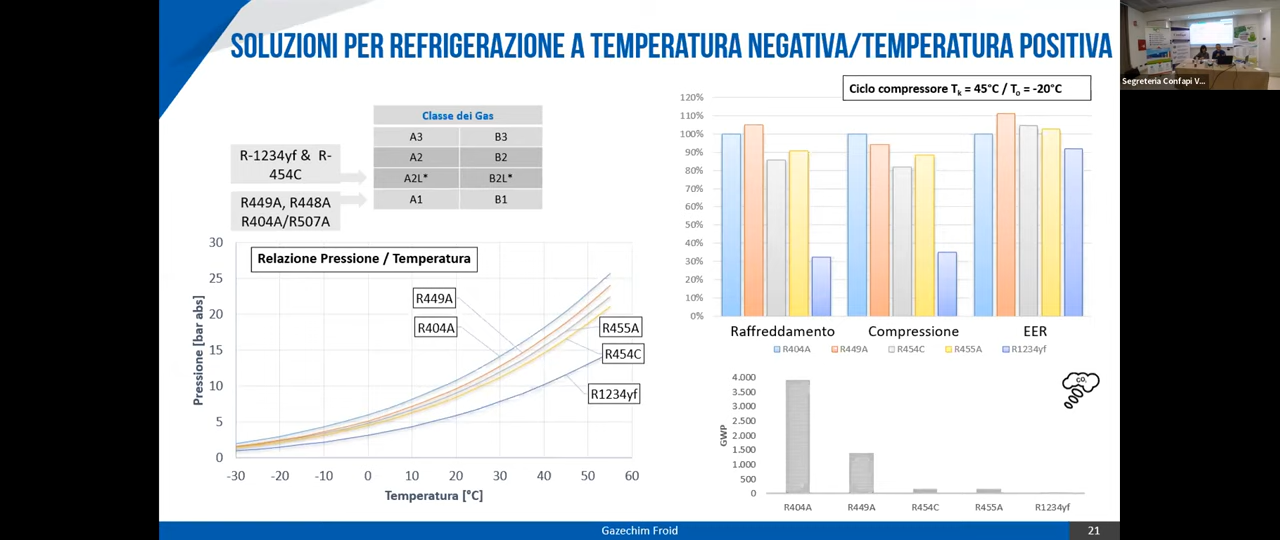 SOLUZIONI PER REFRIGERAZIONE A TEMPERATURA NEGATIVA/TEMPERATURA POSITIVA
Segreteria Confapi V...
Classe dei Gas
A3 B3
A2 B2
A2L* B2L*
A1 B1
R-1234yf & R-
454C
R449A, R448A
R404A/R507A
Relazione Pressione / Temperatura
Pressione [bar abs]
30
25
20
15
10
5
0
R449A
R404A
R455A
R454C
R1234yf
-30 -20 -10 0 10 20 30 40 50 60
Temperatura [°C]
Ciclo compressore Tk = 45°C / To = -20°C
120%
110%
100%
90%
80%
70%
60%
50%
40%
30%
20%
10%
0%
Raffreddamento Compressione EER
R404A R449A R454C R455A R1234yf
CO2
GWP
4.000
3.500
3.000
2.500
2.000
1.500
1.000
500
0
R404A R449A R454C R455A R1234yf
Gazechim Froid
21